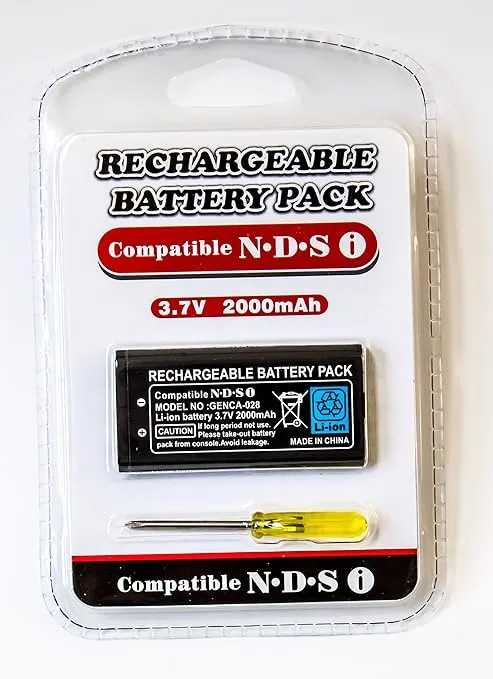 RECHARGEABLE
BATTERY PACK
Compatible N•D•S i
3.7V 2000mAh
RECHARGEABLE BATTERY PACK
Compatible N•D•S i
MODEL NO :GENCA-028
Li-ion battery 3.7V 2000mAh
CAUTION If long period not use.
Please take-out battery
pack from console.Avoid leakage.
Li-ion
MADE IN CHINA
Compatible N•D•S i